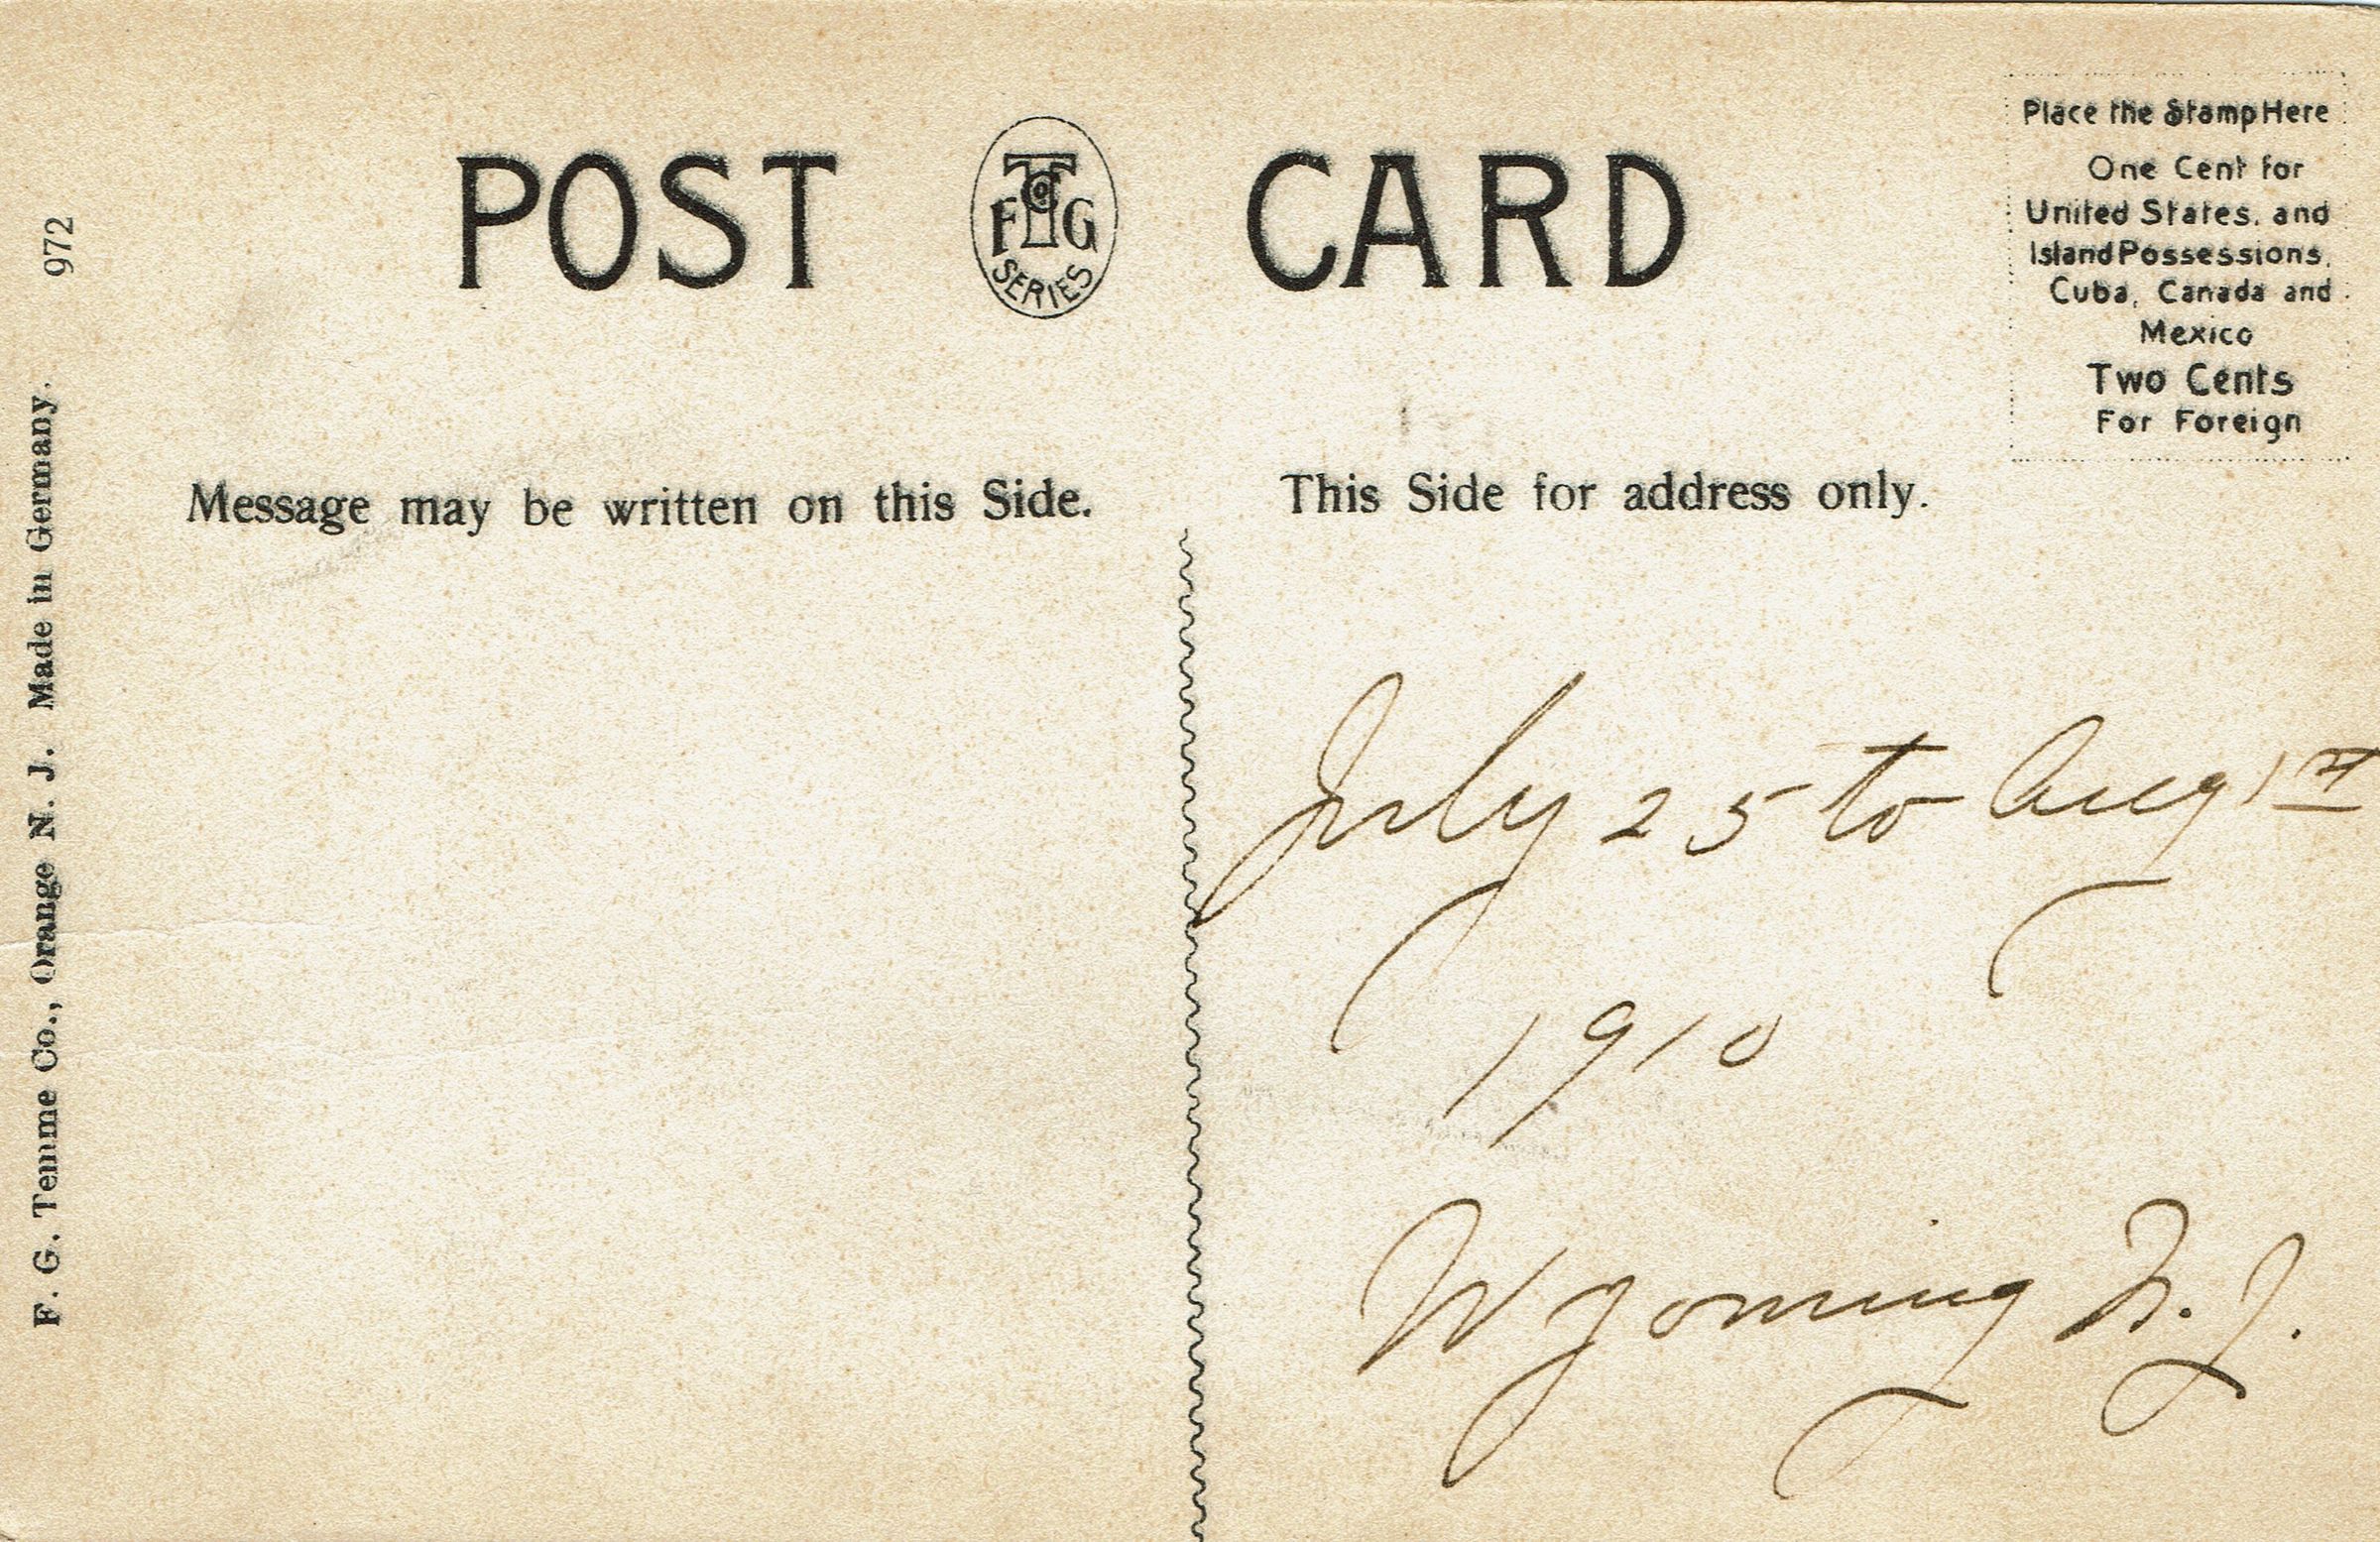 POST CARD
F T Co G
SERIES
Place the Stamp Here
One Cent for
United States. and
Island Possessions,
Cuba, Canada and
Mexico
Two Cents
For Foreign
972
F. G. Temme Co., Orange N. J. Made in Germany.
Message may be written on this Side.
This Side for address only.
July 25 to Aug 1st
1910
Wyoming N.J.